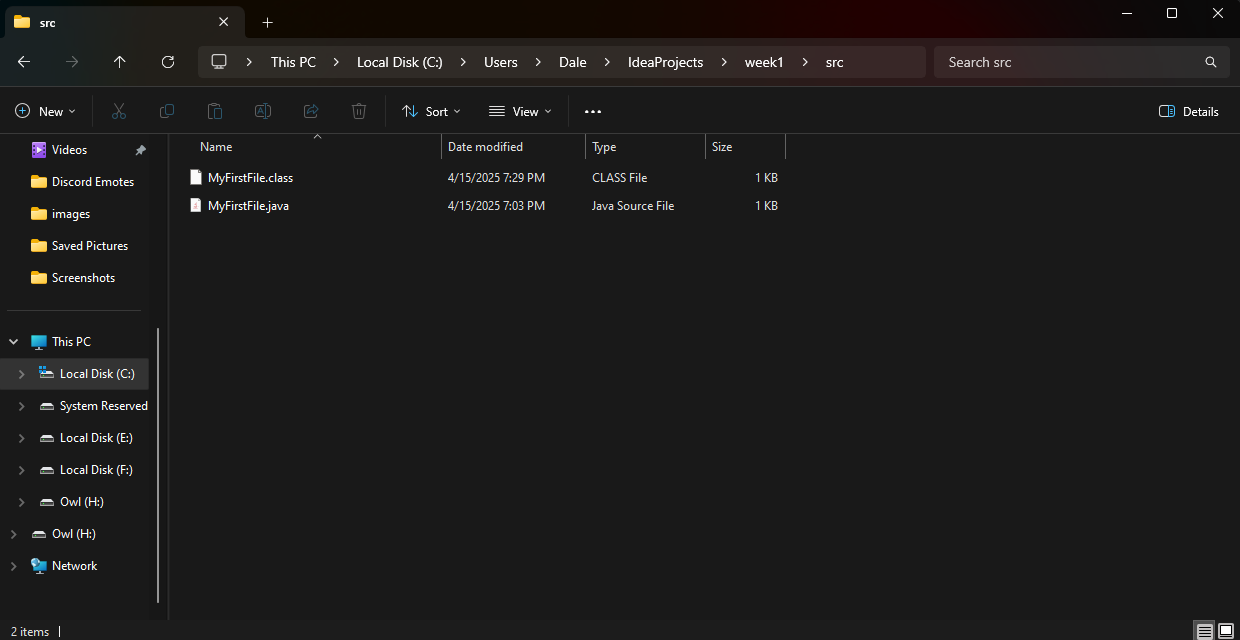 src
This PC Local Disk (C:) Users Dale IdeaProjects week1 src Search src
New Sort View Details
Videos
Discord Emotes
images
Saved Pictures
Screenshots
This PC
Local Disk (C:)
System Reserved
Local Disk (E:)
Local Disk (F:)
Owl (H:)
Owl (H:)
Network
Name Date modified Type Size
MyFirstFile.class 4/15/2025 7:29 PM CLASS File 1 KB
MyFirstFile.java 4/15/2025 7:03 PM Java Source File 1 KB
2 items